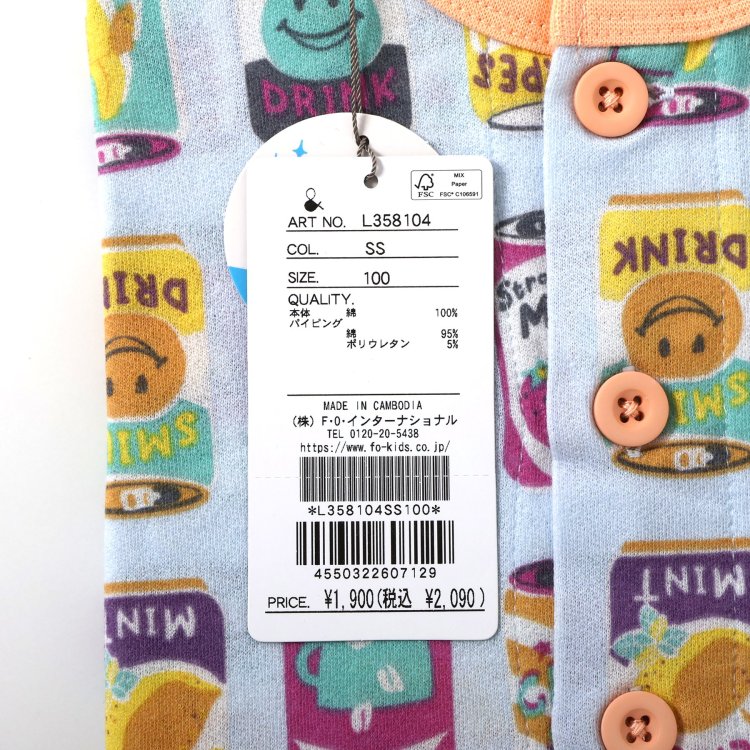 DRINK
APES
FSC
MIX
Paper
FSC® C106591
ART NO. L358104
COL. SS
SIZE. 100
QUALITY.
本体 綿 100%
パイピング
綿 95%
ポリウレタン 5%
MADE IN CAMBODIA
(株) F・O・インターナショナル
TEL 0120-20-5438
https://www.fo-kids.co.jp/
*L358104SS100*
4550322607129
PRICE. ¥1,900(税込 ¥2,090)
DRINK
SMI
DRINK
SMIL
MINT
MINT